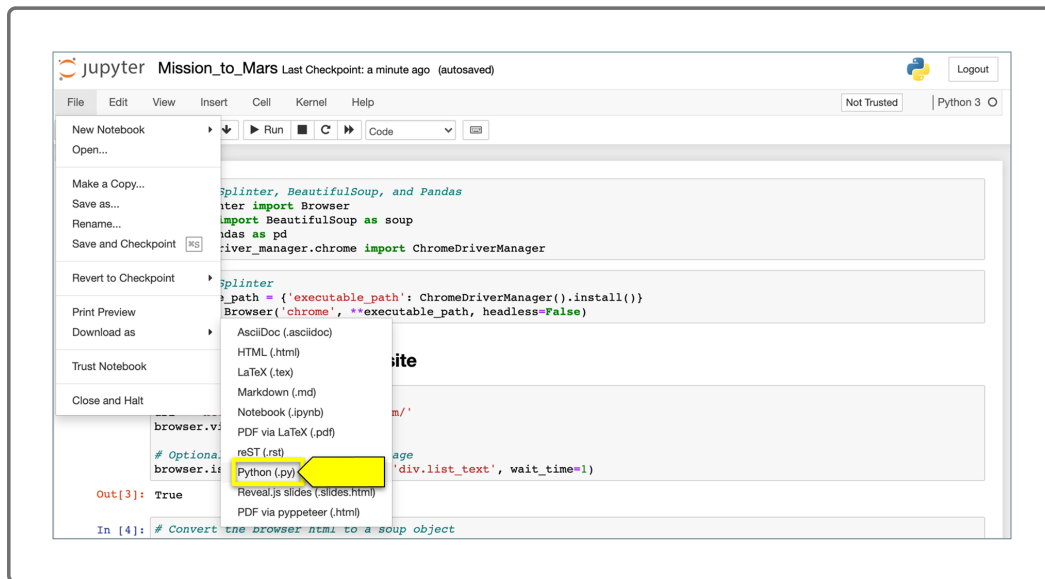 jupyter Mission_to_Mars Last Checkpoint: a minute ago (autosaved)
Logout
File Edit View Insert Cell Kernel Help
Not Trusted
Python 3
New Notebook
Open...
Make a Copy...
Save as...
Rename...
Save and Checkpoint ⌘S
Revert to Checkpoint
Print Preview
Download as
Trust Notebook
Close and Halt
Run
Code
Splinter, BeautifulSoup, and Pandas
nter import Browser
import BeautifulSoup as soup
ndas as pd
river_manager.chrome import ChromeDriverManager
Splinter
e_path = {'executable_path': ChromeDriverManager().install()}
Browser('chrome', **executable_path, headless=False)
AsciiDoc (.asciidoc)
HTML (.html)
LaTeX (.tex)
Markdown (.md)
Notebook (.ipynb)
PDF via LaTeX (.pdf)
reST (.rst)
Python (.py)
Reveal.js slides (.slides.html)
PDF via pyppeteer (.html)
site
m/'
browser.vi
# Optional
age
browser.is
'div.list_text', wait_time=1)
Out[3]: True
In [4]: # Convert the browser html to a soup object